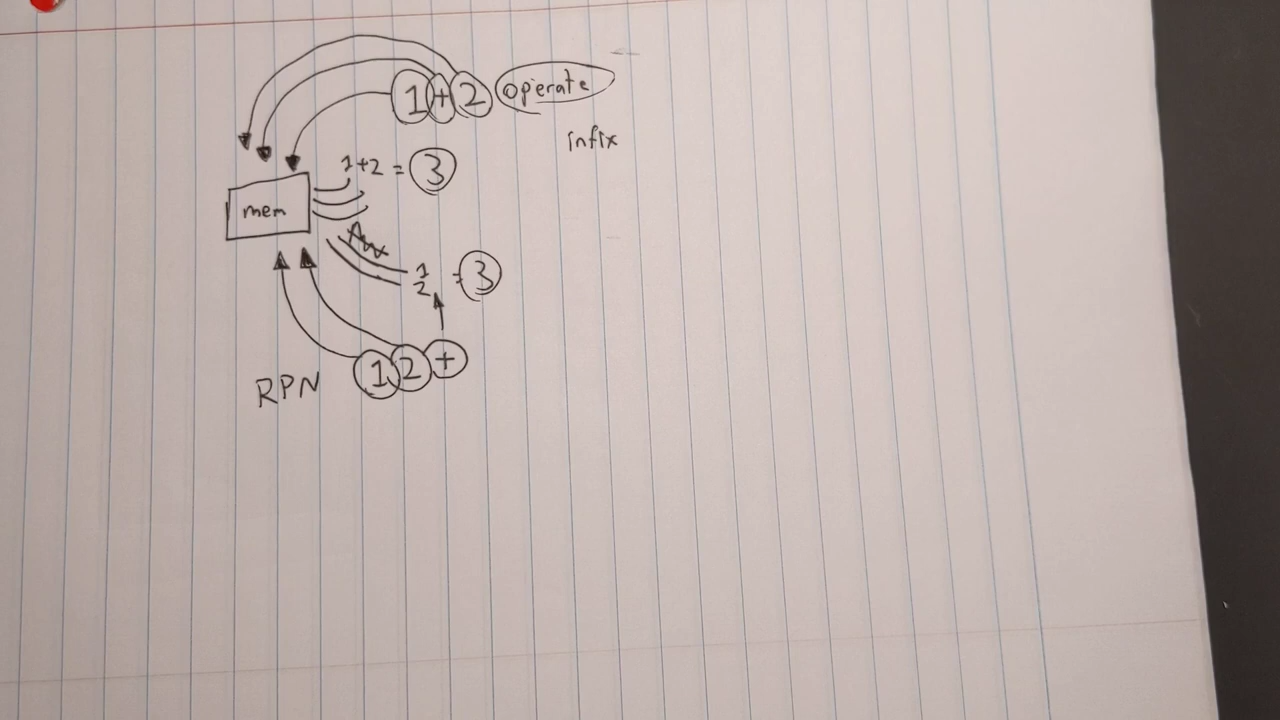 1 + 2 operate
infix
1+2 = 3
mem
1
2 = 3
1 2 +
RPN